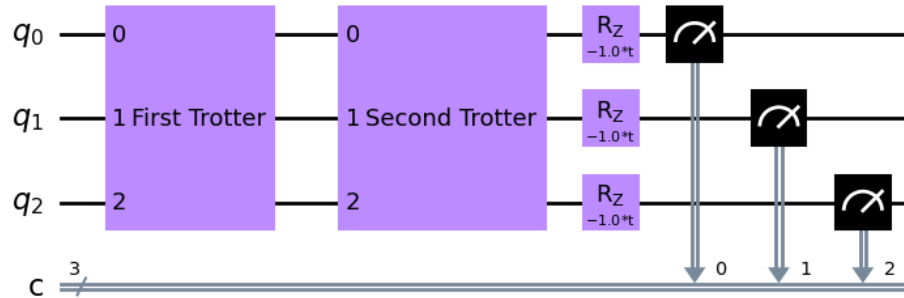 q0 0 0 RZ
−1.0*t
q1 1 First Trotter 1 Second Trotter RZ
−1.0*t
q2 2 2 RZ
−1.0*t
c 3 0 1 2